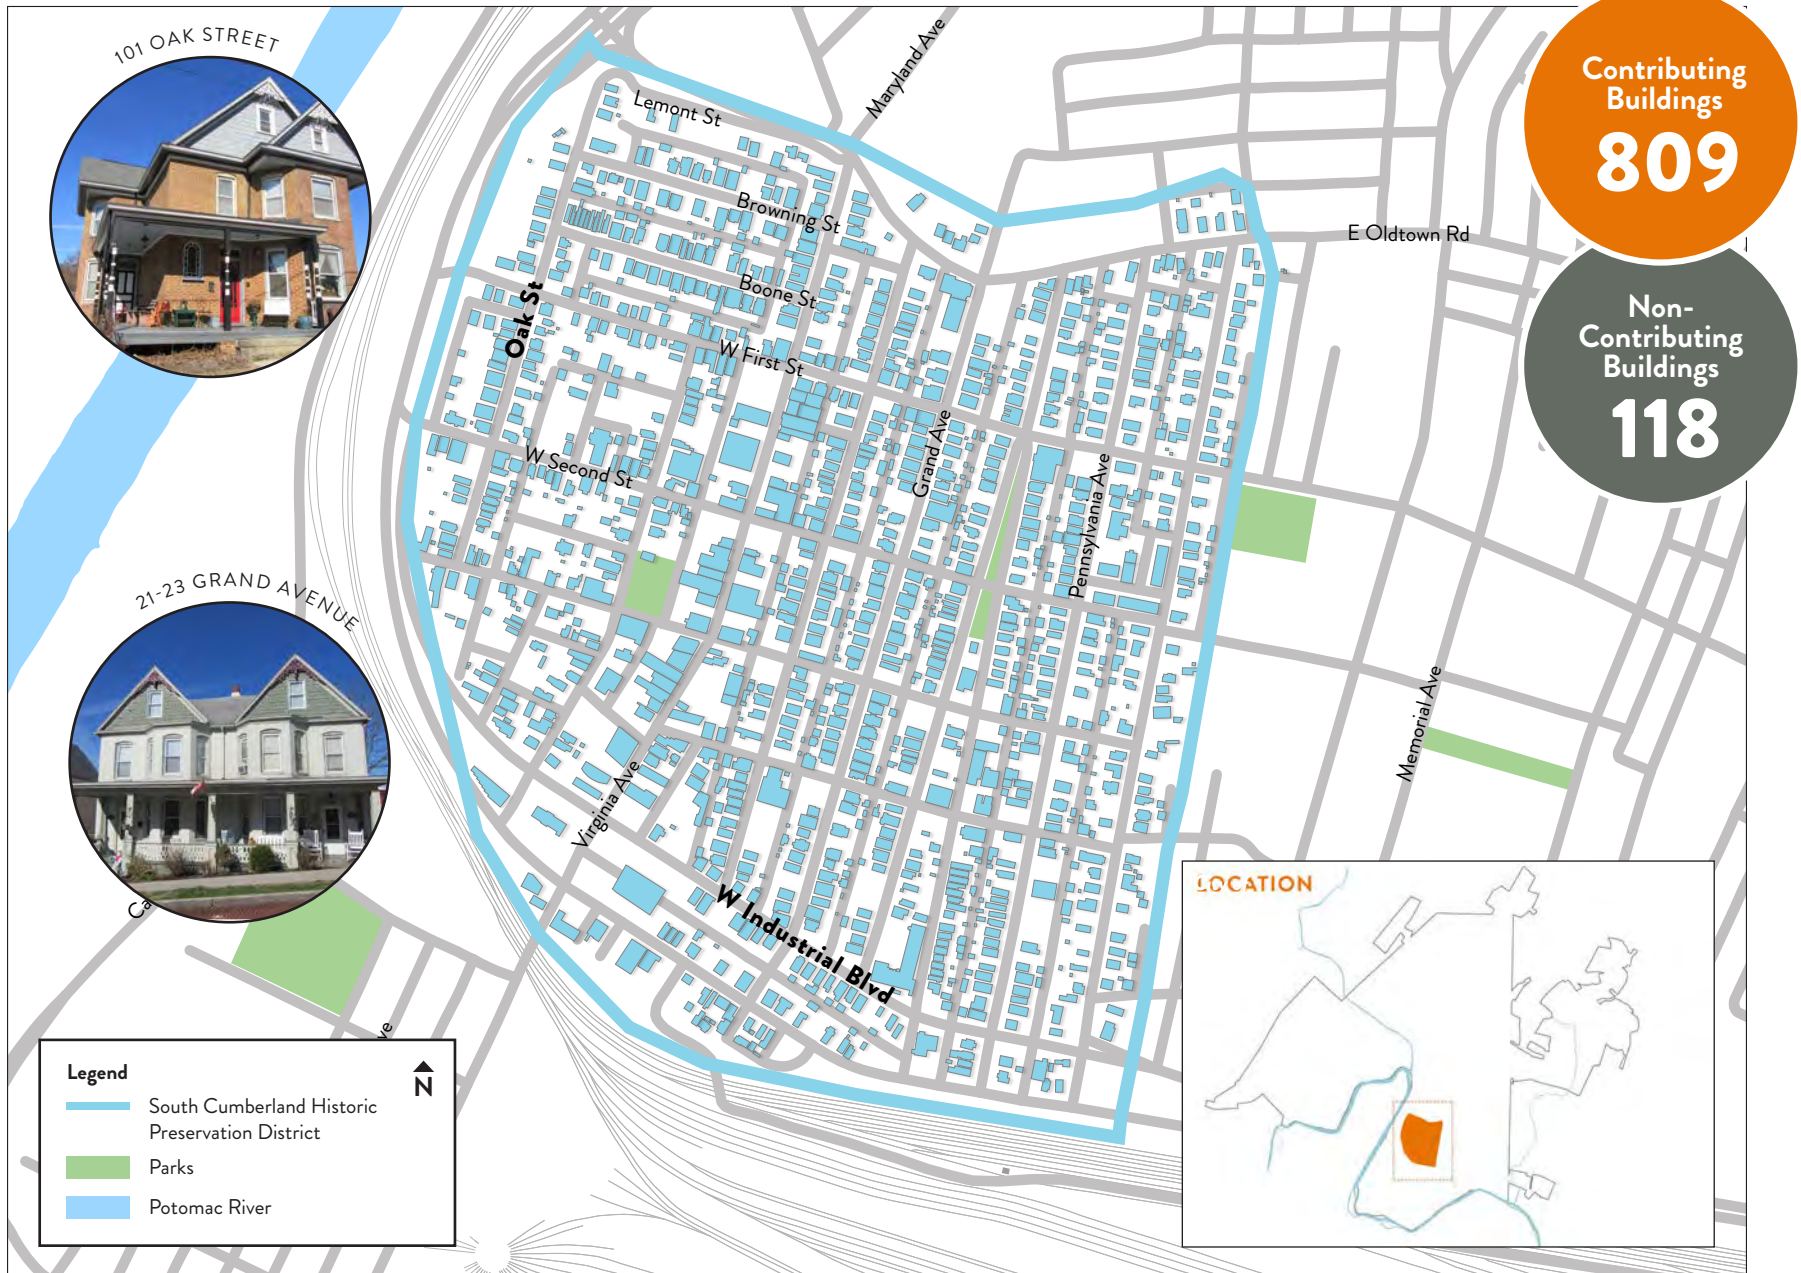 101 OAK STREET
Maryland Ave
Contributing
Buildings
809
Lemont St
Browning St
E Oldtown Rd
Boone St
Oak St
Non-
Contributing
Buildings
118
W First St
Grand Ave
W Second St
Pennsylvania Ave
21-23 GRAND AVENUE
Memorial Ave
Virginia Ave
W Industrial Blvd
LOCATION
Legend
N
South Cumberland Historic
Preservation District
Parks
Potomac River